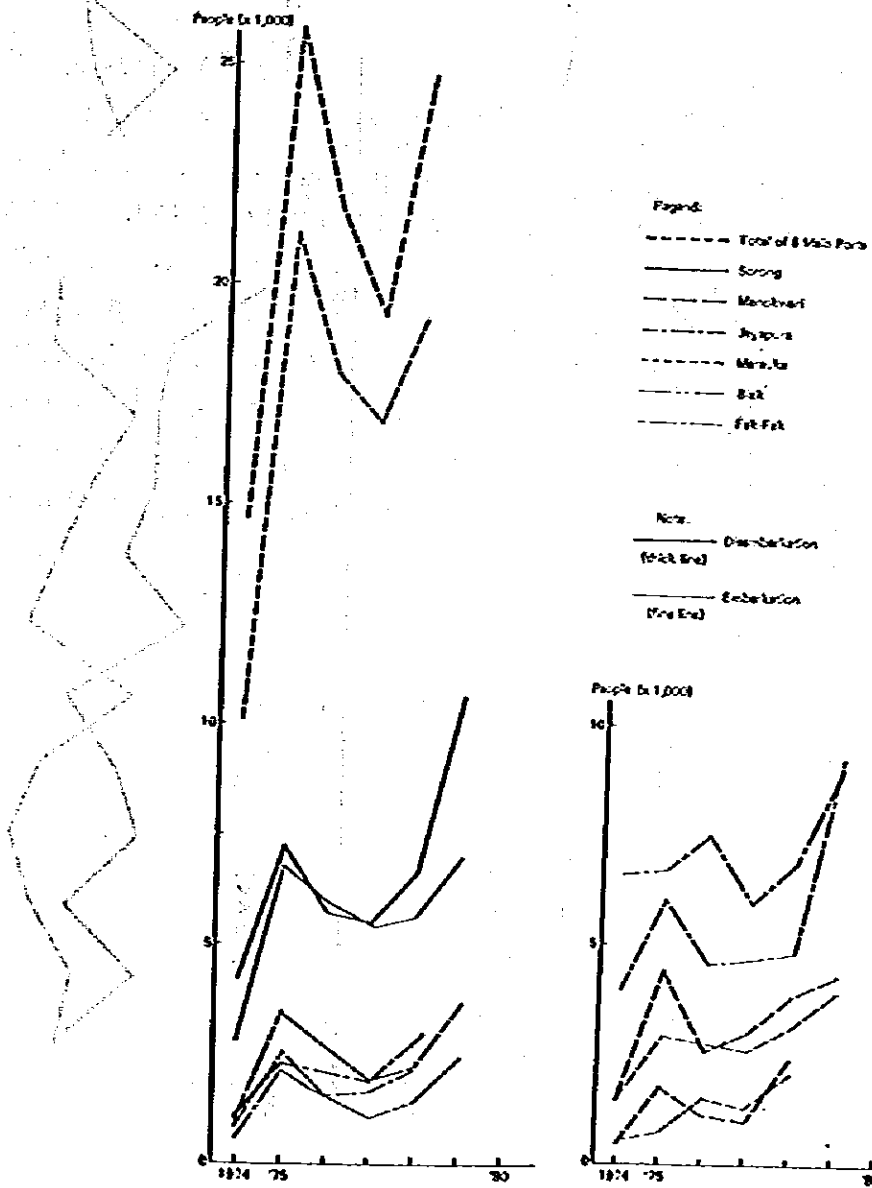 People (x 1,000)
25
20
15
10
5
0
1974 '75 '80
Legend:
Total of 6 Main Ports
Sorong
Manokwari
Jayapura
Merauke
Biak
Fak-Fak
Note:
Disembarkation
(thick line)
Embarkation
(fine line)
People (x 1,000)
10
5
0
1974 '75